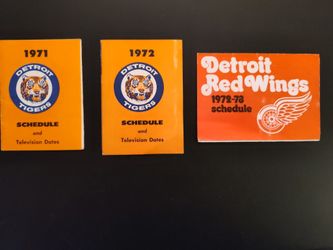 1971
DETROIT
TIGERS
SCHEDULE
and
Television Dates
1972
DETROIT
TIGERS
SCHEDULE
and
Television Dates
Detroit
Red Wings
1972-73
schedule